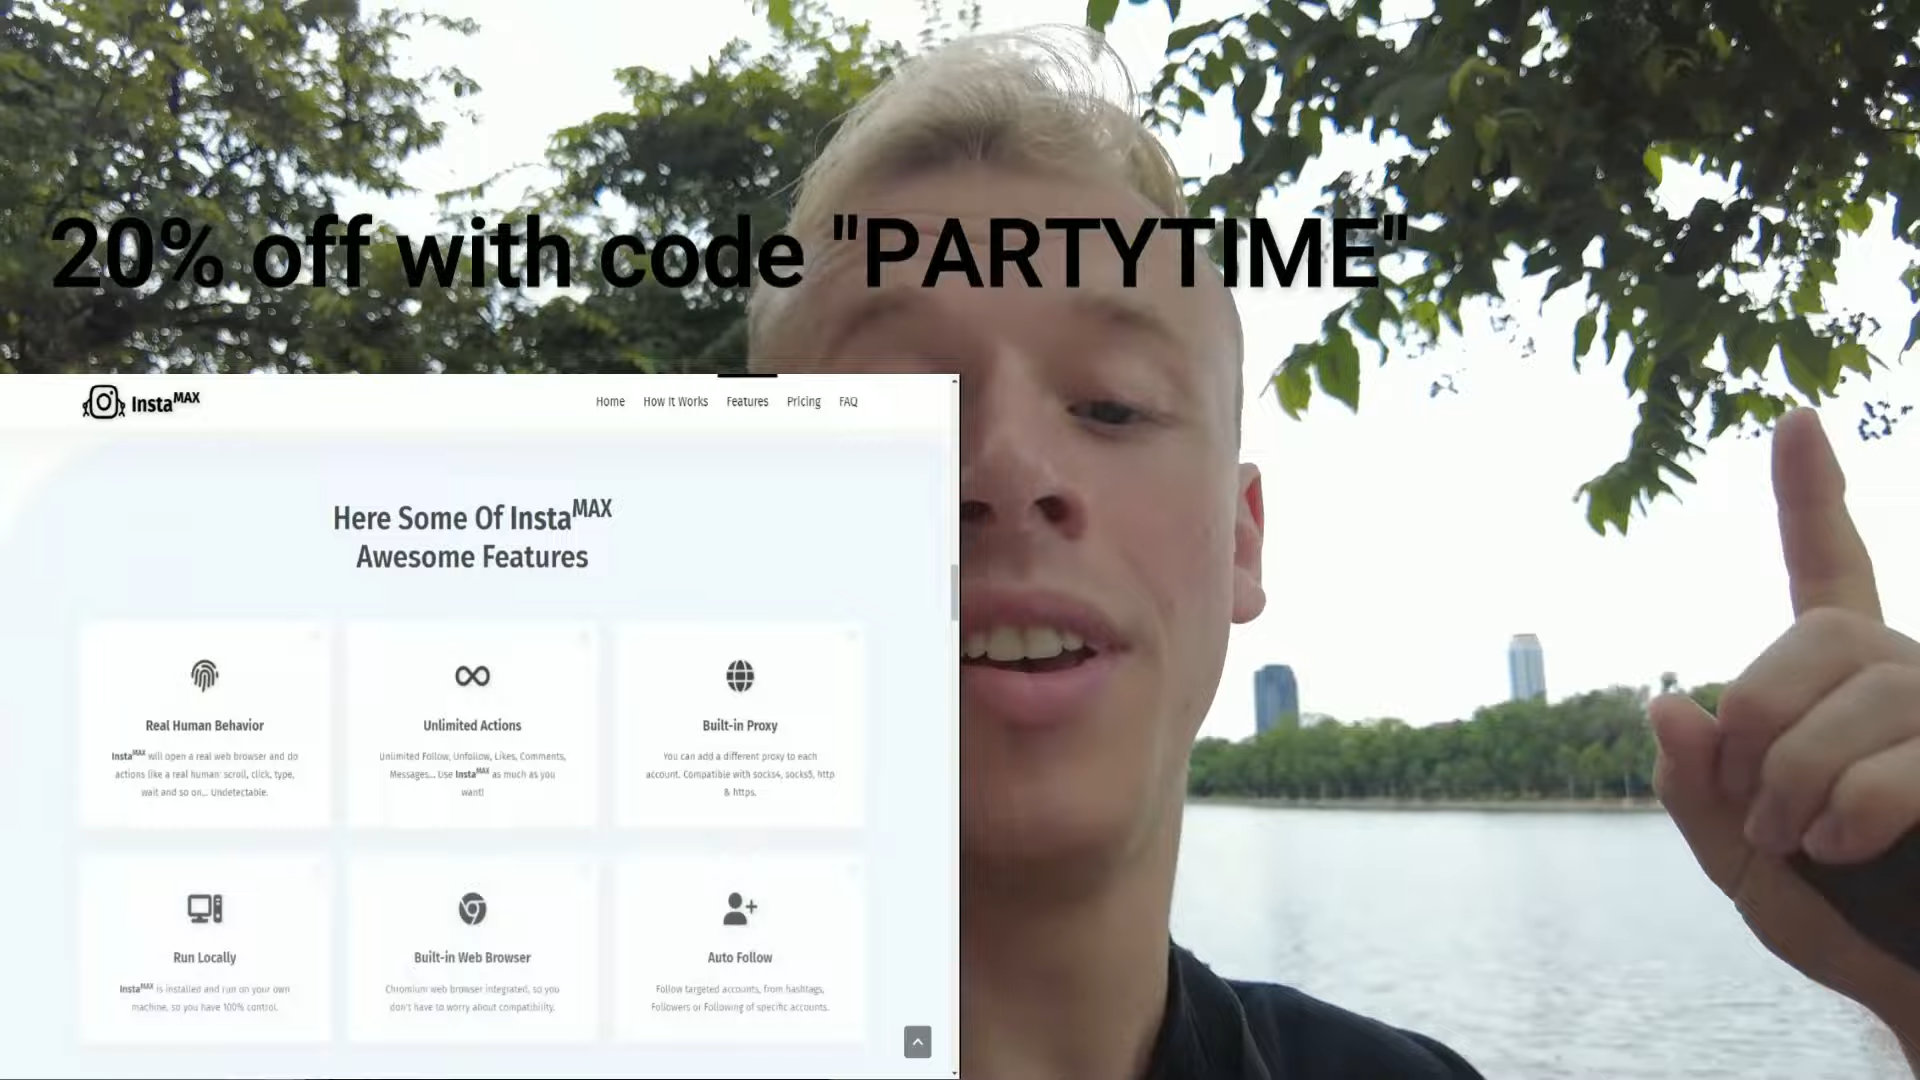 20% off with code "PARTYTIME"
InstaMAX
Home How It Works Features Pricing FAQ
Here Some Of InstaMAX
Awesome Features
Real Human Behavior
InstaMAX will open a real web browser and do
actions like a real human: scroll, click, type,
wait and so on... Undetectable.
Unlimited Actions
Unlimited Follow, Unfollow, Likes, Comments,
Messages... Use InstaMAX as much as you
want!
Built-in Proxy
You can add a different proxy to each
account. Compatible with socks4, socks5, http
& https.
Run Locally
InstaMAX is installed and run on your own
machine, so you have 100% control.
Built-in Web Browser
Chromium web browser integrated, so you
don't have to worry about compatibility.
Auto Follow
Follow targeted accounts, from hashtags,
Followers or Following of specific accounts.